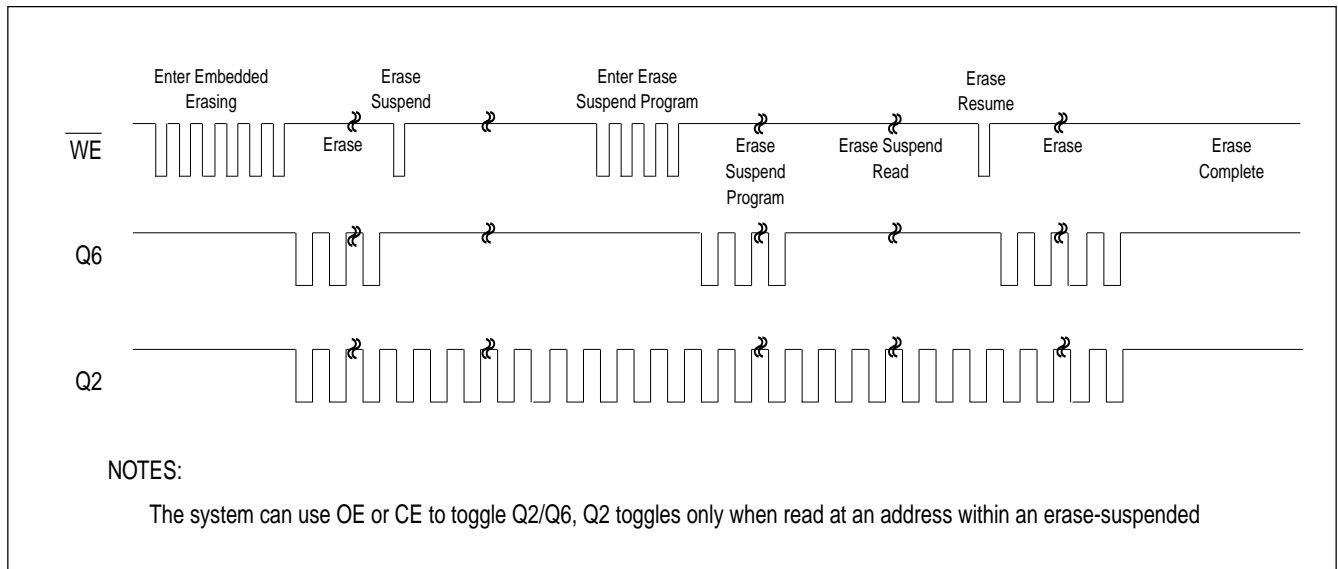 Enter Embedded
Erasing
Erase
Suspend
Enter Erase
Suspend Program
Erase
Resume
WE
Erase
Erase
Suspend
Program
Erase Suspend
Read
Erase
Erase
Complete
Q6
Q2
NOTES:
The system can use OE or CE to toggle Q2/Q6, Q2 toggles only when read at an address within an erase-suspended